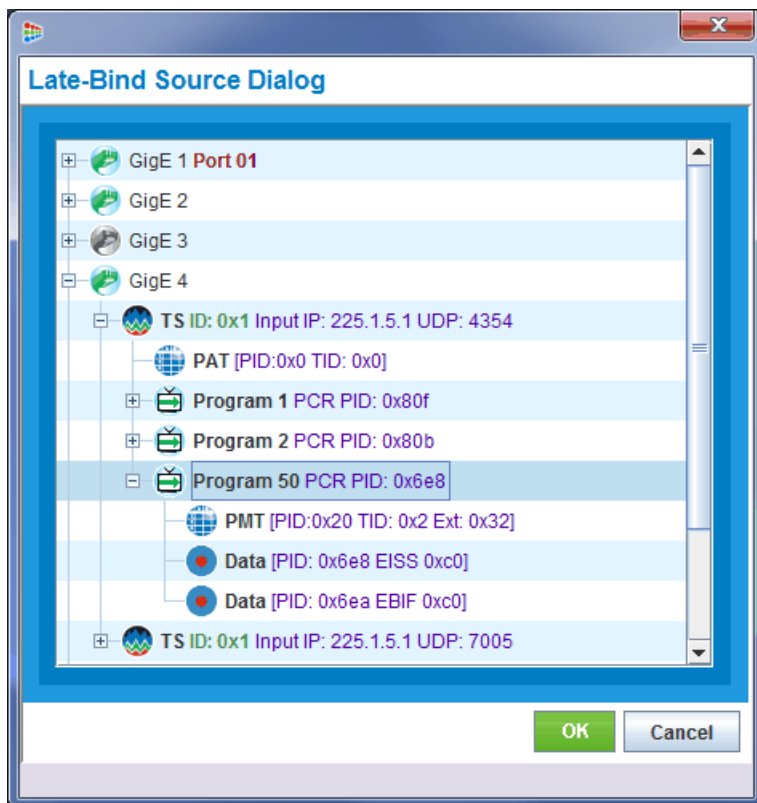 Late-Bind Source Dialog
GigE 1 Port 01
GigE 2
GigE 3
GigE 4
TS ID: 0x1 Input IP: 225.1.5.1 UDP: 4354
PAT [PID:0x0 TID: 0x0]
Program 1 PCR PID: 0x80f
Program 2 PCR PID: 0x80b
Program 50 PCR PID: 0x6e8
PMT [PID:0x20 TID: 0x2 Ext: 0x32]
Data [PID: 0x6e8 EISS 0xc0]
Data [PID: 0x6ea EBIF 0xc0]
TS ID: 0x1 Input IP: 225.1.5.1 UDP: 7005
OK Cancel